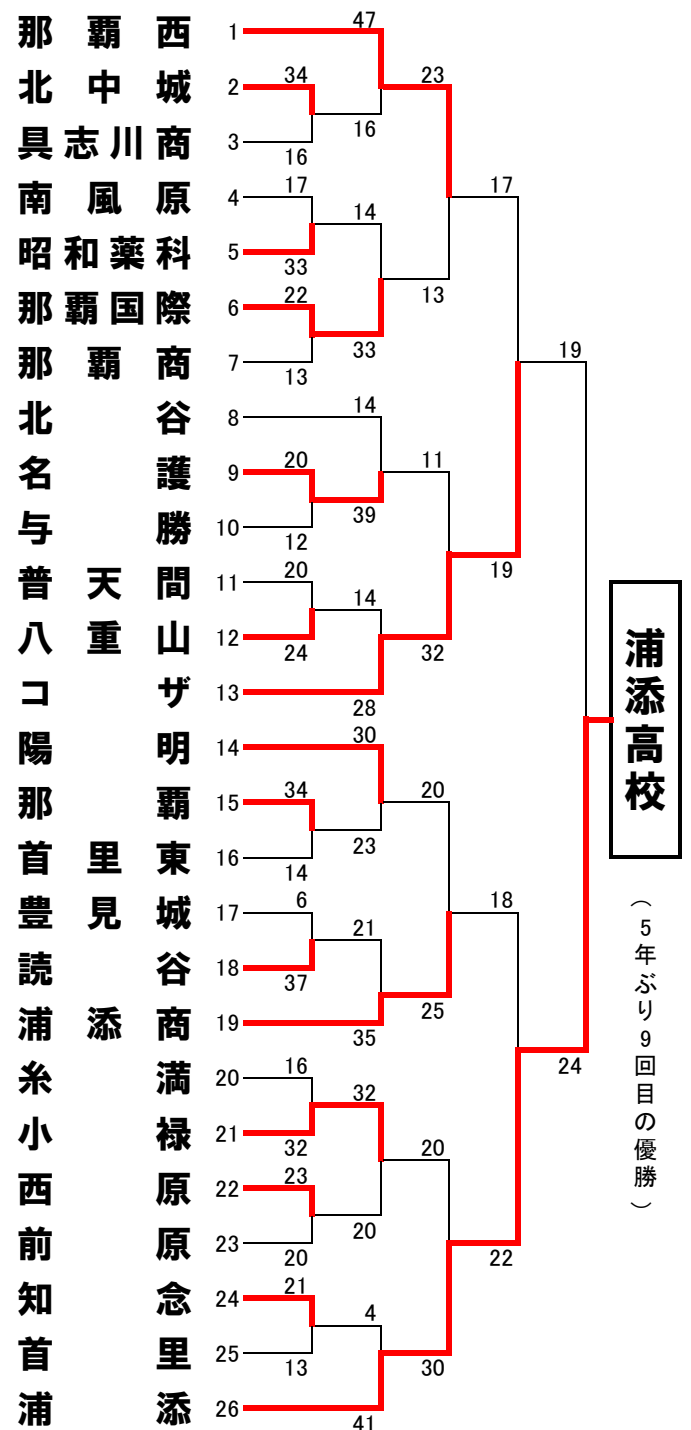 那覇西 1
北中城 2
具志川商 3
南風原 4
昭和薬科 5
那覇国際 6
那覇商 7
北谷 8
名護 9
与勝 10
普天間 11
八重山 12
コザ 13
陽明 14
那覇 15
首里東 16
豊見城 17
読谷 18
浦添商 19
糸満 20
小禄 21
西原 22
前原 23
知念 24
首里 25
浦添 26
34
16
17
33
22
13
20
12
20
24
34
14
6
37
16
32
23
20
21
13
47
16
14
33
14
39
14
28
30
23
21
35
32
20
4
41
23
13
11
32
20
25
20
30
17
19
18
22
19
24
浦添高校
（5年ぶり9回目の優勝）